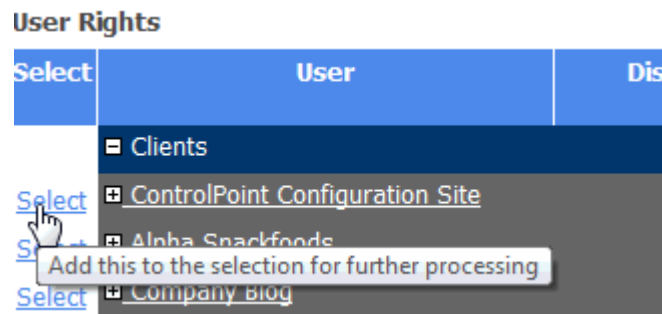 User Rights
Select User Dis
Clients
Select ControlPoint Configuration Site
Select Alpha Snackfoods
Add this to the selection for further processing
Select Company Blog